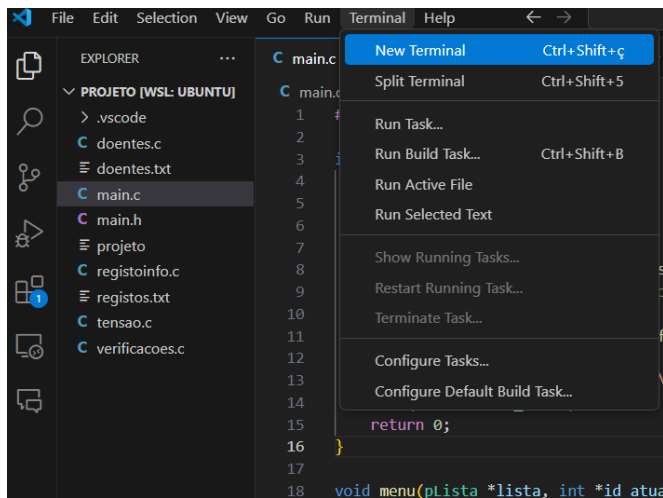 File Edit Selection View Go Run Terminal Help
EXPLORER
PROJETO [WSL: UBUNTU]
.vscode
C doentes.c
doentes.txt
C main.c
C main.h
projeto
C registoinfo.c
registos.txt
C tensao.c
C verificacoes.c
1
C main.c
C main.c
New Terminal Ctrl+Shift+ç
Split Terminal Ctrl+Shift+5
Run Task...
Run Build Task... Ctrl+Shift+B
Run Active File
Run Selected Text
Show Running Tasks...
Restart Running Task...
Terminate Task...
Configure Tasks...
Configure Default Build Task...
1 #
2
3
4
5
6
7
8
9
10
11
12
13
14
15 return 0;
16 }
17
18 void menu(pLista *lista, int *id_atua